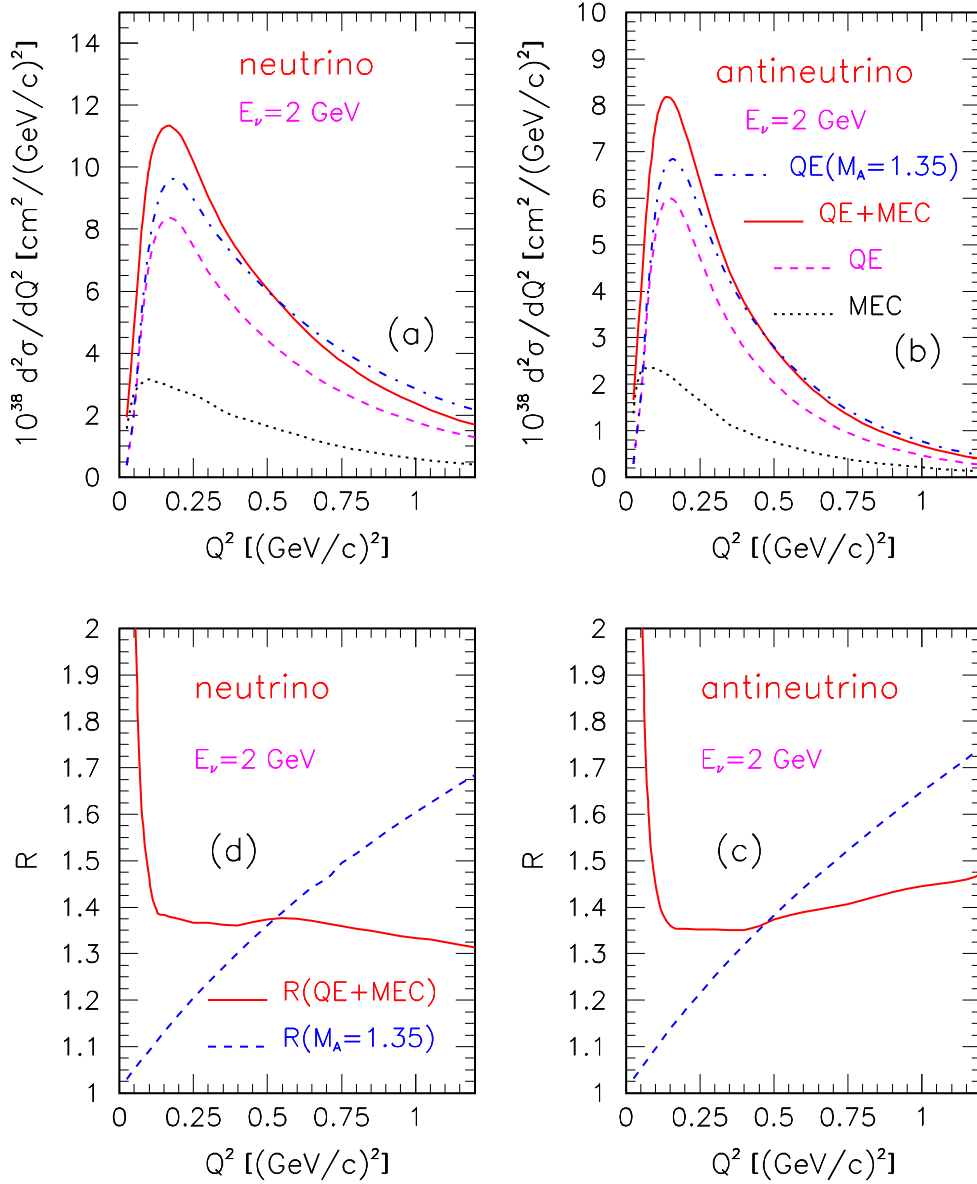 10³⁸ d²σ/dQ² [cm²/(GeV/c)²]
14
12
10
8
6
4
2
0
neutrino
E_ν=2 GeV
(a)
0 0.25 0.5 0.75 1
Q² [(GeV/c)²]
10³⁸ d²σ/dQ² [cm²/(GeV/c)²]
10
9
8
7
6
5
4
3
2
1
0
antineutrino
E_ν=2 GeV
QE(M_A=1.35)
QE+MEC
QE
MEC
(b)
0 0.25 0.5 0.75 1
Q² [(GeV/c)²]
R
2
1.9
1.8
1.7
1.6
1.5
1.4
1.3
1.2
1.1
1
neutrino
E_ν=2 GeV
(d)
R(QE+MEC)
R(M_A=1.35)
0 0.25 0.5 0.75 1
Q² [(GeV/c)²]
R
2
1.9
1.8
1.7
1.6
1.5
1.4
1.3
1.2
1.1
1
antineutrino
E_ν=2 GeV
(c)
0 0.25 0.5 0.75 1
Q² [(GeV/c)²]